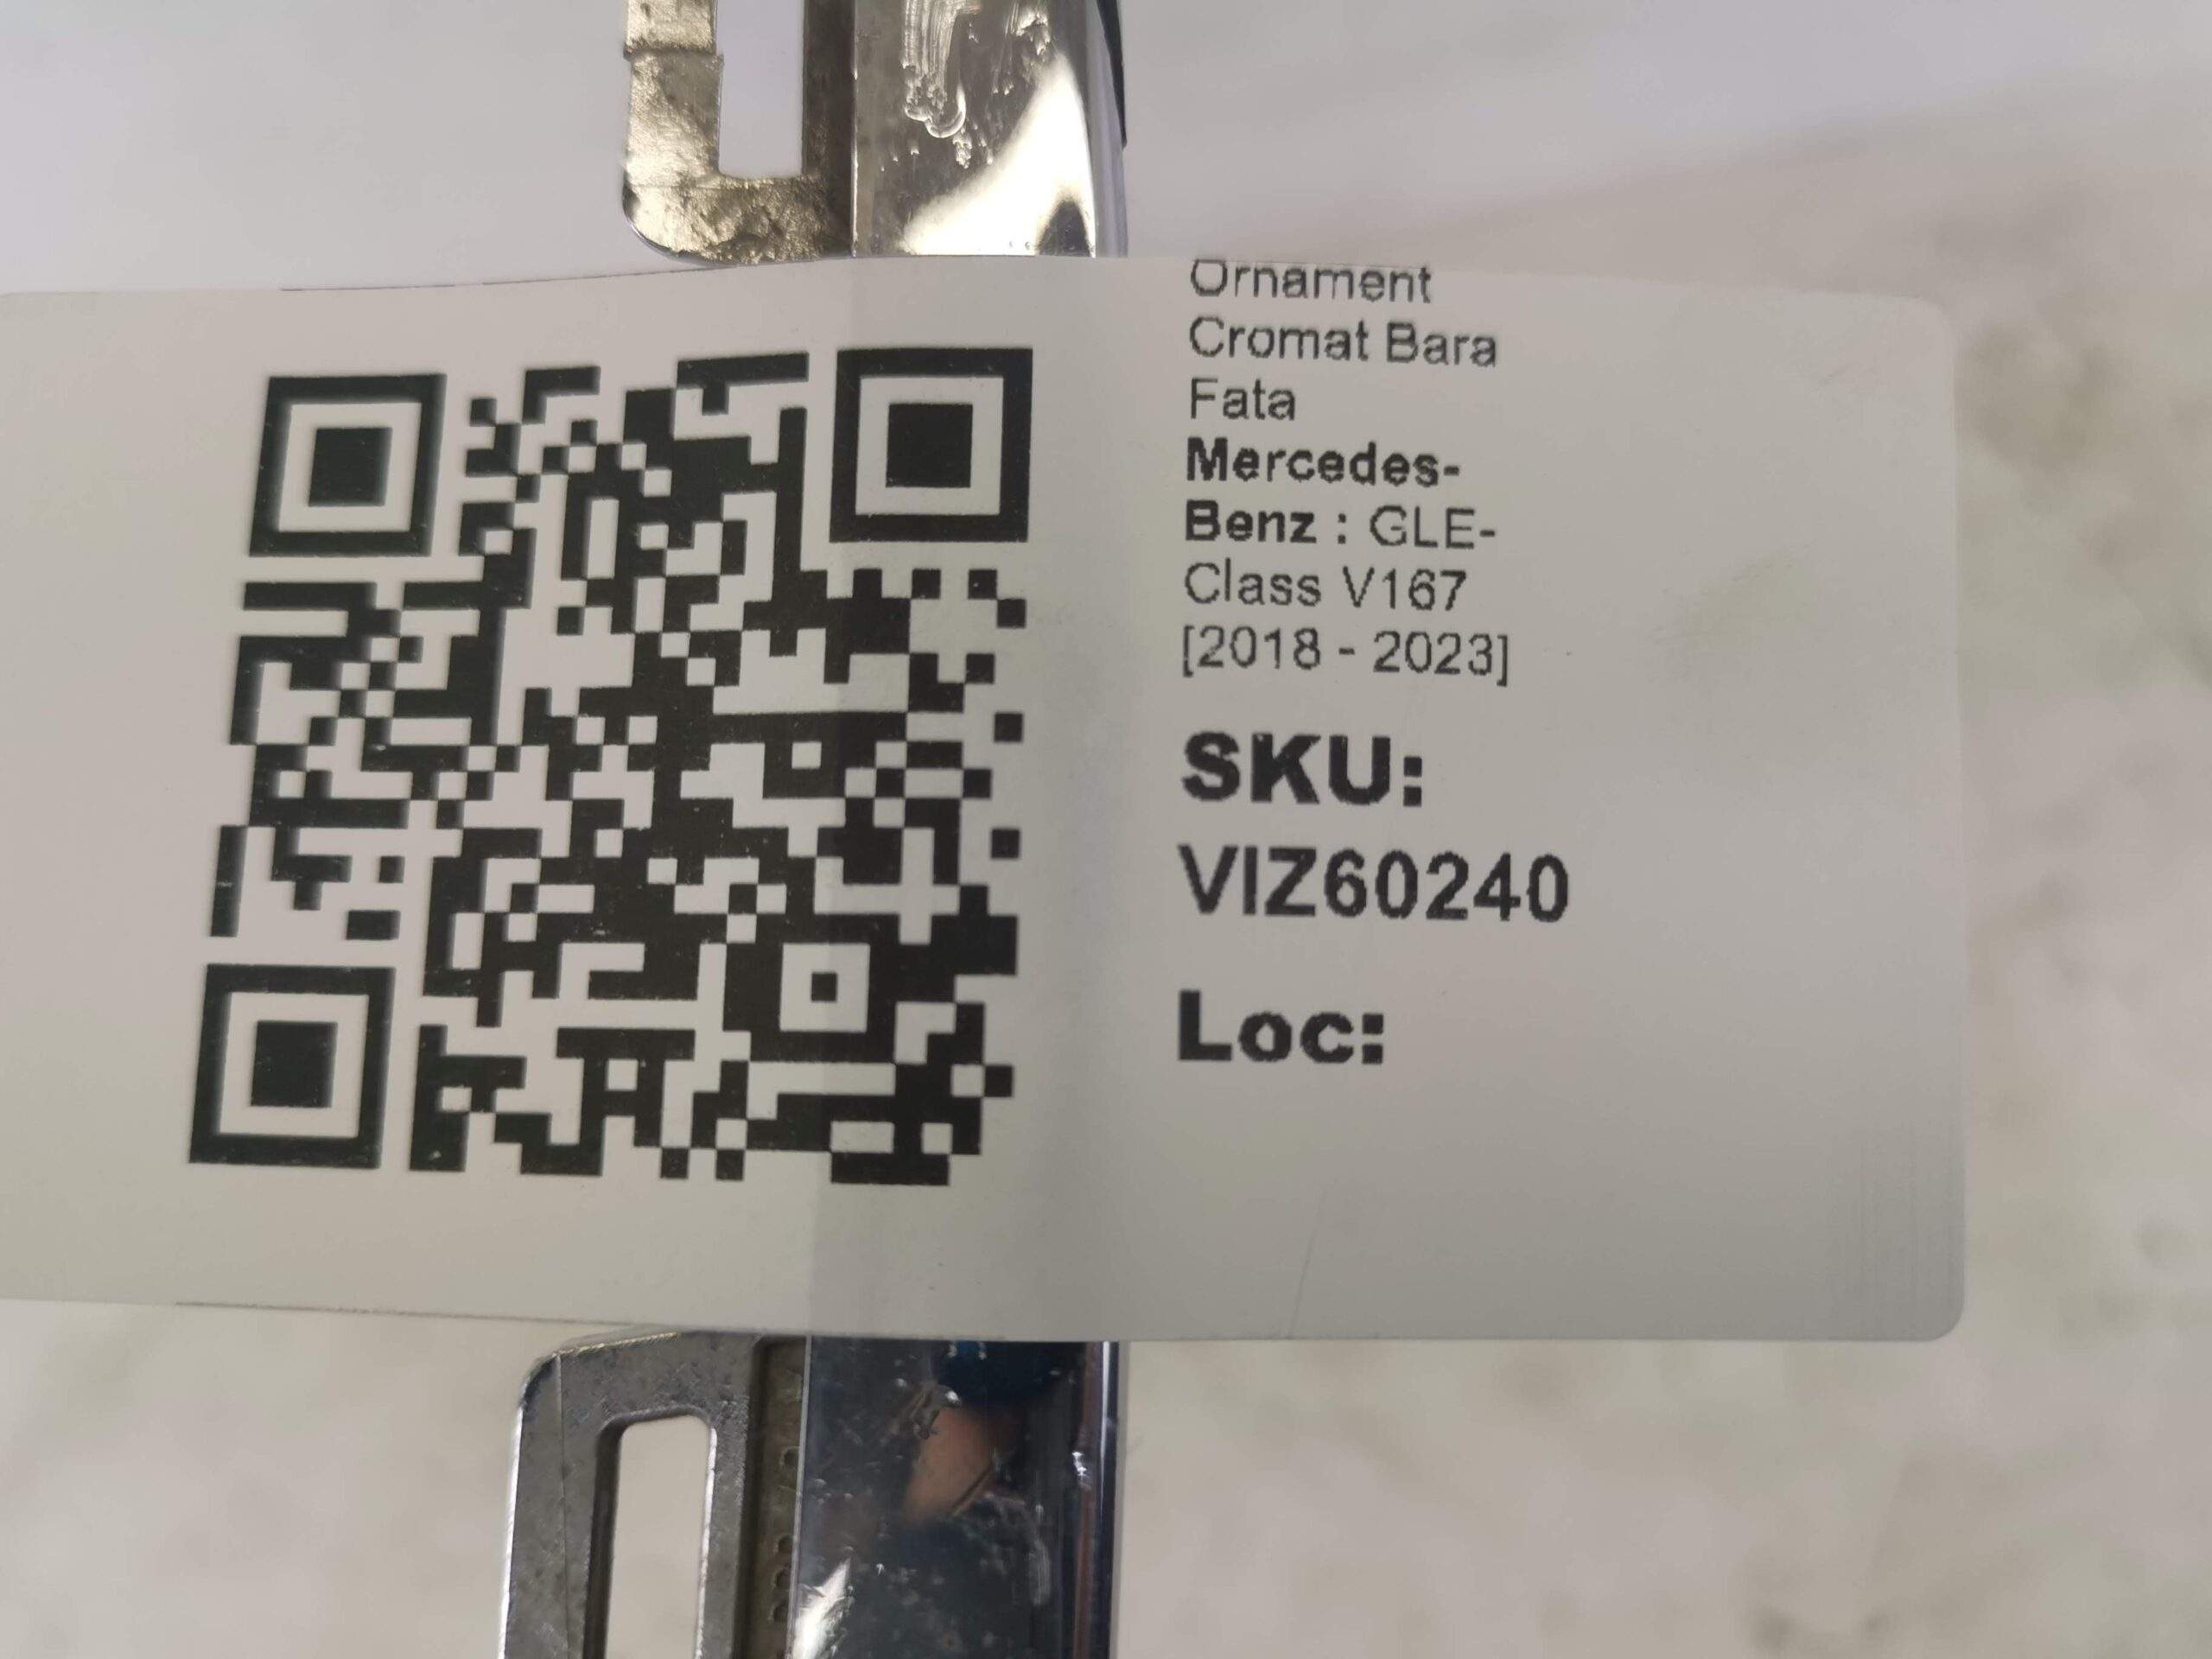 Ornament
Cromat Bara
Fata
Mercedes-
Benz : GLE-
Class V167
[2018 - 2023]
SKU:
VIZ60240
Loc: